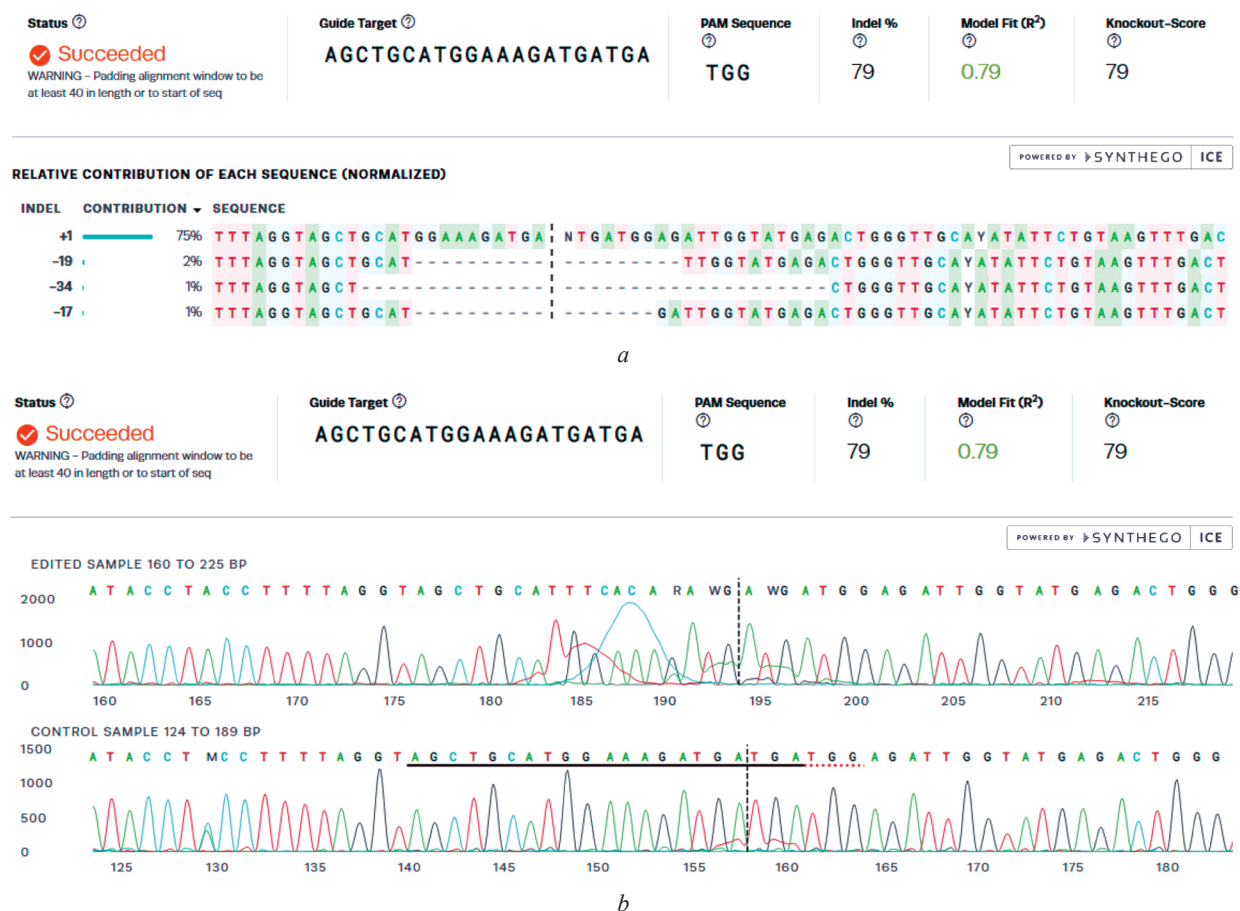 Status ?
Guide Target ?
PAM Sequence ?
Indel % ?
Model Fit (R²) ?
Knockout-Score ?
Succeeded
AGCTGCATGGAAAGATGATGA
TGG
79
0.79
79
WARNING – Padding alignment window to be
at least 40 in length or to start of seq
POWERED BY SYNTHEGO ICE
RELATIVE CONTRIBUTION OF EACH SEQUENCE (NORMALIZED)
INDEL CONTRIBUTION SEQUENCE
+1 75% TTTAGGTAGCTGCATGGAAAGATGA NTGATGGAGATTGGTATGAGACTGGGTTGCAYATATTCTGTAAGTTTGAC
-19 2% TTTAGGTAGCTGCAT---------- ---------TTGGTATGAGACTGGGTTGCAYATATTCTGTAAGTTTGACT
-34 1% TTTAGGTAGCT-------------- --------------------CTGGGTTGCAYATATTCTGTAAGTTTGACT
-17 1% TTTAGGTAGCTGCAT---------- -------GATTGGTATGAGACTGGGTTGCAYATATTCTGTAAGTTTGACT
a
Status ?
Guide Target ?
PAM Sequence ?
Indel % ?
Model Fit (R²) ?
Knockout-Score ?
Succeeded
AGCTGCATGGAAAGATGATGA
TGG
79
0.79
79
WARNING – Padding alignment window to be
at least 40 in length or to start of seq
POWERED BY SYNTHEGO ICE
EDITED SAMPLE 160 TO 225 BP
ATACCTACCTTTTAGGTAGCTGCATTTCACARAWGAWGATGGAGATTGGTATGAGACTGGG
2000
1000
0
160 165 170 175 180 185 190 195 200 205 210 215
CONTROL SAMPLE 124 TO 189 BP
ATACCTMCCTTTTAGGTAGCTGCATGGAAAGATGATGATGGAGATTGGTATGAGACTGGG
1500
1000
500
0
125 130 135 140 145 150 155 160 165 170 175 180
b